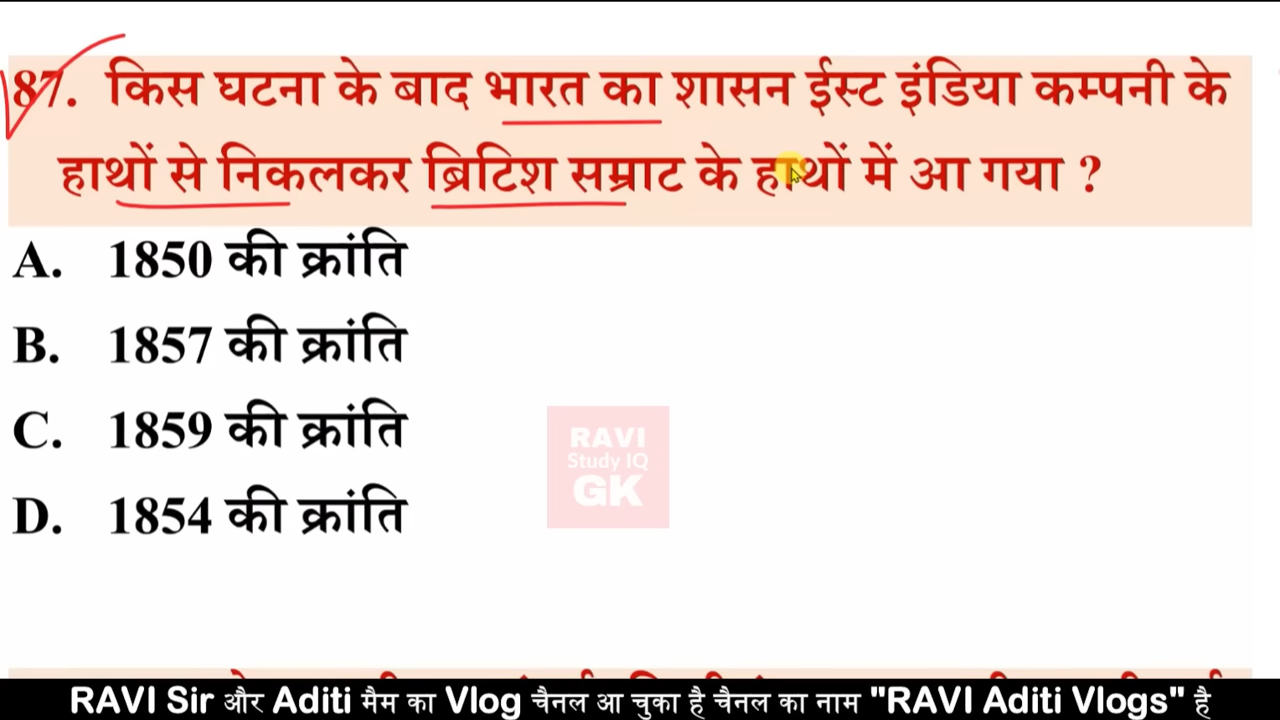 87. किस घटना के बाद भारत का शासन ईस्ट इंडिया कम्पनी के
हाथों से निकलकर ब्रिटिश सम्राट के हाथों में आ गया ?
A. 1850 की क्रांति
B. 1857 की क्रांति
C. 1859 की क्रांति
D. 1854 की क्रांति
RAVI
Study IQ
GK
RAVI Sir और Aditi मैम का Vlog चैनल आ चुका है चैनल का नाम "RAVI Aditi Vlogs" है